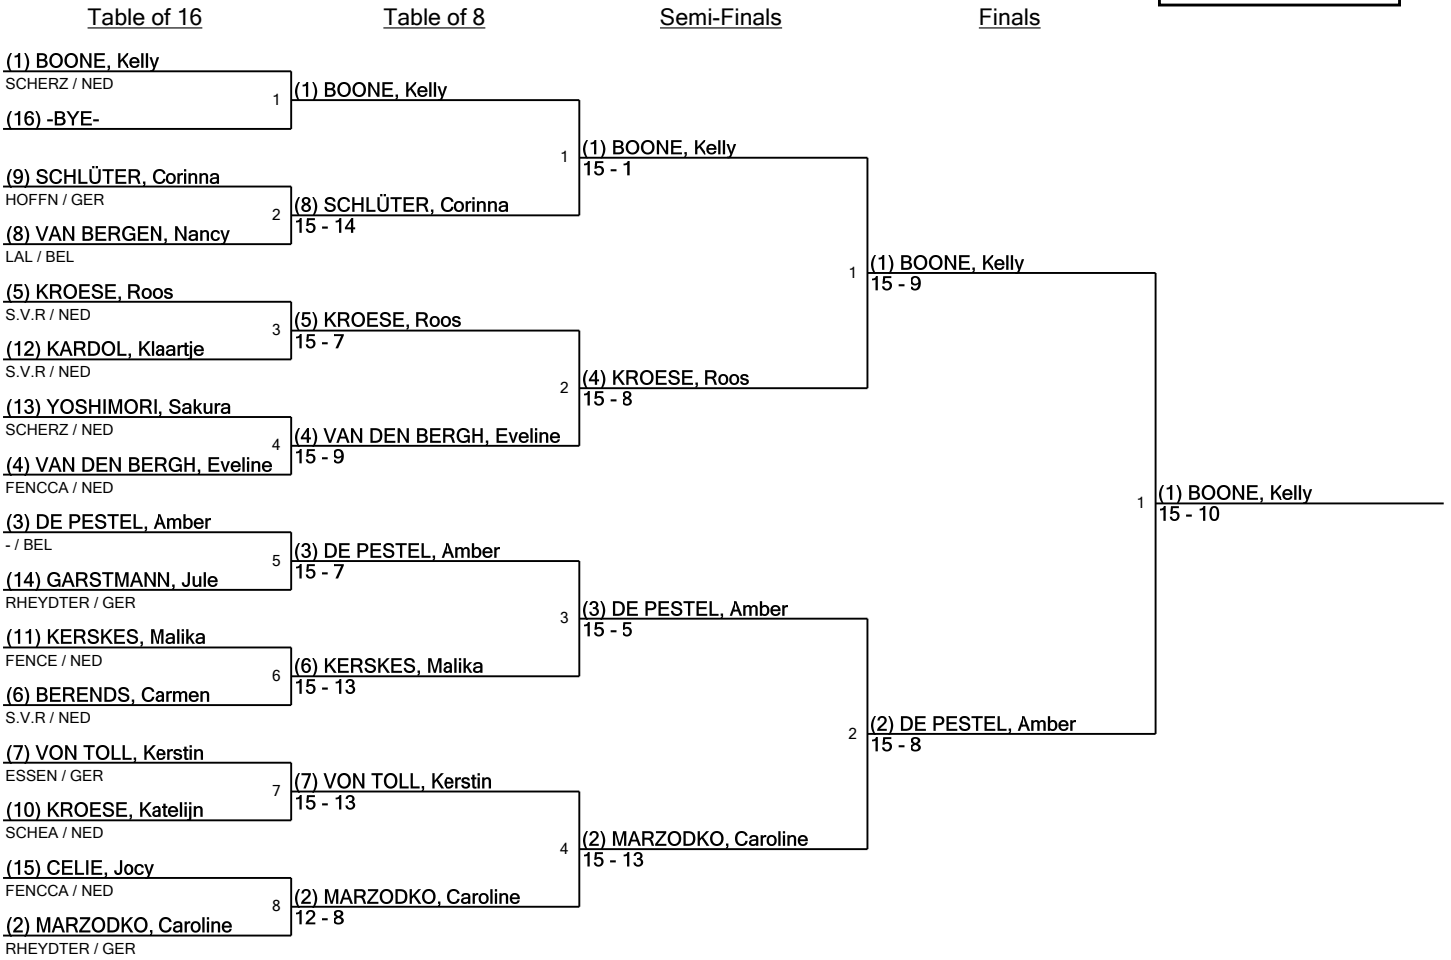 Table of 16
Table of 8
Semi-Finals
Finals
(1) BOONE, Kelly
SCHERZ / NED
1
(16) -BYE-
(9) SCHLÜTER, Corinna
HOFFN / GER
2
(8) VAN BERGEN, Nancy
LAL / BEL
(5) KROESE, Roos
S.V.R / NED
3
(12) KARDOL, Klaartje
S.V.R / NED
(13) YOSHIMORI, Sakura
SCHERZ / NED
4
(4) VAN DEN BERGH, Eveline
FENCCA / NED
(3) DE PESTEL, Amber
- / BEL
5
(14) GARSTMANN, Jule
RHEYDTER / GER
(11) KERSKES, Malika
FENCE / NED
6
(6) BERENDS, Carmen
S.V.R / NED
(7) VON TOLL, Kerstin
ESSEN / GER
7
(10) KROESE, Katelijn
SCHEA / NED
(15) CELIE, Jocy
FENCCA / NED
8
(2) MARZODKO, Caroline
RHEYDTER / GER
(1) BOONE, Kelly
1
(8) SCHLÜTER, Corinna
15 - 14
(5) KROESE, Roos
15 - 7
2
(4) VAN DEN BERGH, Eveline
15 - 9
(3) DE PESTEL, Amber
15 - 7
3
(6) KERSKES, Malika
15 - 13
(7) VON TOLL, Kerstin
15 - 13
4
(2) MARZODKO, Caroline
12 - 8
(1) BOONE, Kelly
15 - 1
1
(4) KROESE, Roos
15 - 8
(3) DE PESTEL, Amber
15 - 5
2
(2) MARZODKO, Caroline
15 - 13
(1) BOONE, Kelly
15 - 9
1
(2) DE PESTEL, Amber
15 - 8
(1) BOONE, Kelly
15 - 10